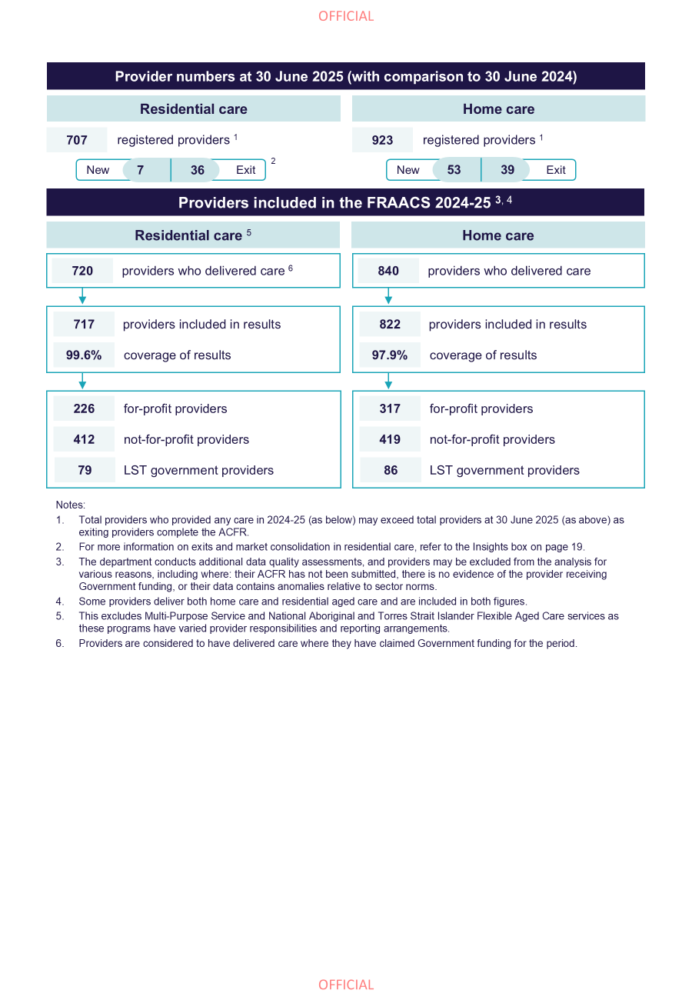 OFFICIAL
Provider numbers at 30 June 2025 (with comparison to 30 June 2024)
Residential care
707 registered providers 1
New 7 36 Exit 2
Home care
923 registered providers 1
New 53 39 Exit
Providers included in the FRAACS 2024-25 3, 4
Residential care 5
720 providers who delivered care 6
717 providers included in results
99.6% coverage of results
226 for-profit providers
412 not-for-profit providers
79 LST government providers
Home care
840 providers who delivered care
822 providers included in results
97.9% coverage of results
317 for-profit providers
419 not-for-profit providers
86 LST government providers
Notes:
1. Total providers who provided any care in 2024-25 (as below) may exceed total providers at 30 June 2025 (as above) as
exiting providers complete the ACFR.
2. For more information on exits and market consolidation in residential care, refer to the Insights box on page 19.
3. The department conducts additional data quality assessments, and providers may be excluded from the analysis for
various reasons, including where: their ACFR has not been submitted, there is no evidence of the provider receiving
Government funding, or their data contains anomalies relative to sector norms.
4. Some providers deliver both home care and residential aged care and are included in both figures.
5. This excludes Multi-Purpose Service and National Aboriginal and Torres Strait Islander Flexible Aged Care services as
these programs have varied provider responsibilities and reporting arrangements.
6. Providers are considered to have delivered care where they have claimed Government funding for the period.
OFFICIAL